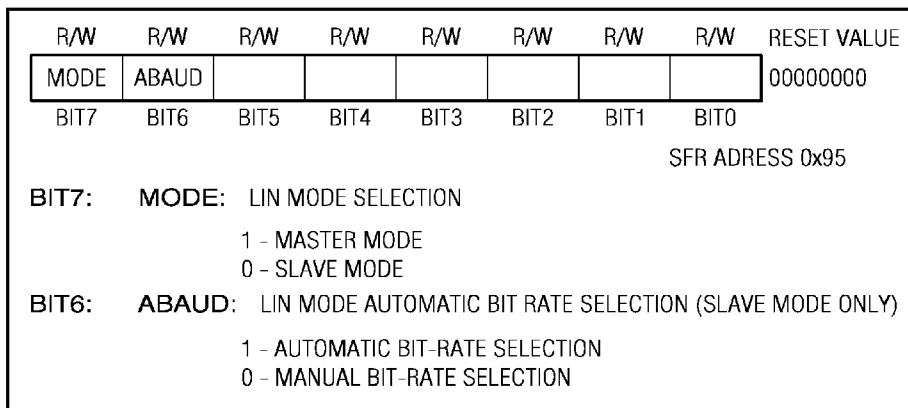 R/W R/W R/W R/W R/W R/W R/W R/W RESET VALUE
MODE ABAUD 00000000
BIT7 BIT6 BIT5 BIT4 BIT3 BIT2 BIT1 BIT0
SFR ADRESS 0x95
BIT7: MODE: LIN MODE SELECTION
1 - MASTER MODE
0 - SLAVE MODE
BIT6: ABAUD: LIN MODE AUTOMATIC BIT RATE SELECTION (SLAVE MODE ONLY)
1 - AUTOMATIC BIT-RATE SELECTION
0 - MANUAL BIT-RATE SELECTION